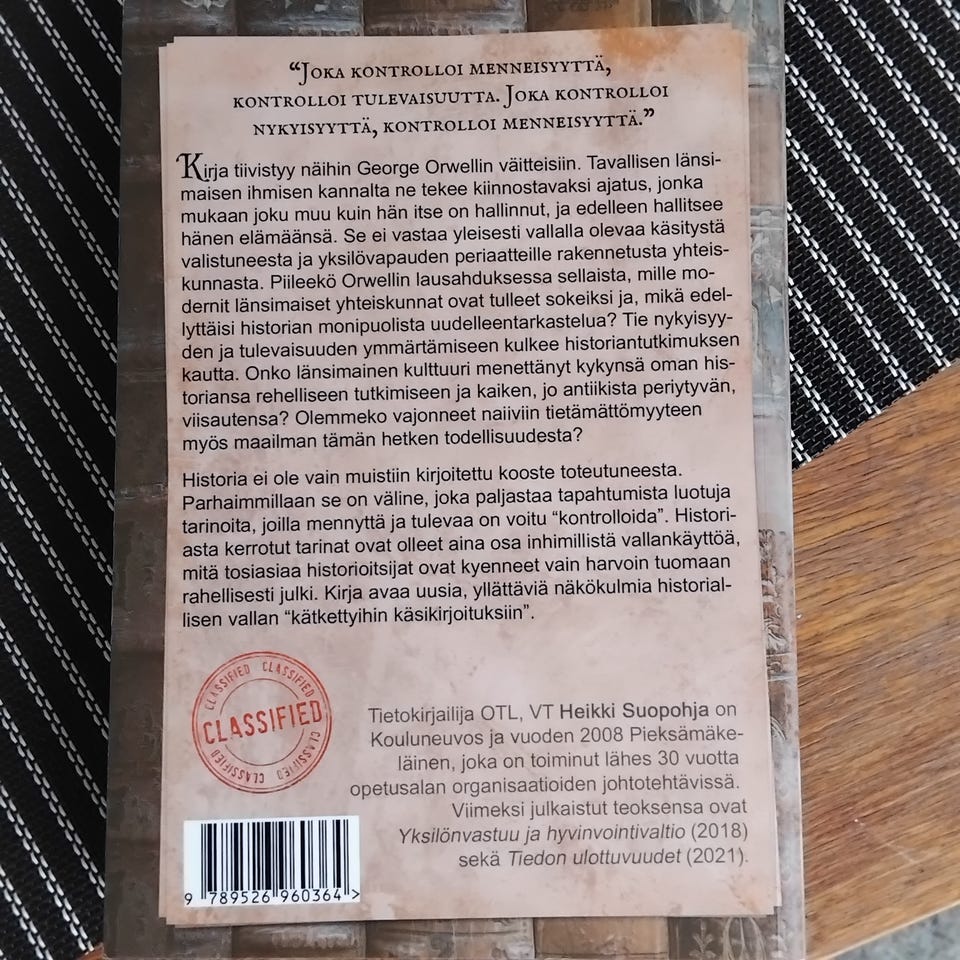 “Joka kontrolloi menneisyyttä,
kontrolloi tulevaisuutta. Joka kontrolloi
nykyisyyttä, kontrolloi menneisyyttä.”
Kirja tiivistyy näihin George Orwellin väitteisiin. Tavallisen länsi-
maisen ihmisen kannalta ne tekee kiinnostavaksi ajatus, jonka
mukaan joku muu kuin hän itse on hallinnut, ja edelleen hallitsee
hänen elämäänsä. Se ei vastaa yleisesti vallalla olevaa käsitystä
valistuneesta ja yksilövapauden periaatteille rakennetusta yhteis-
kunnasta. Piileekö Orwellin lausahduksessa sellaista, mille mo-
dernit länsimaiset yhteiskunnat ovat tulleet sokeiksi ja, mikä edel-
lyttäisi historian monipuolista uudelleentarkastelua? Tie nykyisyy-
den ja tulevaisuuden ymmärtämiseen kulkee historiantutkimuksen
kautta. Onko länsimainen kulttuuri menettänyt kykynsä oman his-
toriansa rehelliseen tutkimiseen ja kaiken, jo antiikista periytyvän,
viisautensa? Olemmeko vajonneet naiiviin tietämättömyyteen
myös maailman tämän hetken todellisuudesta?
Historia ei ole vain muistiin kirjoitettu kooste toteutuneesta.
Parhaimmillaan se on väline, joka paljastaa tapahtumista luotuja
tarinoita, joilla mennyttä ja tulevaa on voitu “kontrolloida”. Histori-
asta kerrotut tarinat ovat olleet aina osa inhimillistä vallankäyttöä,
mitä tosiasiaa historioitsijat ovat kyenneet vain harvoin tuomaan
rahellisesti julki. Kirja avaa uusia, yllättäviä näkökulmia historial-
lisen vallan “kätkettyihin käsikirjoituksiin”.
CLASSIFIED CLASSIFIED
CLASSIFIED
CLASSIFIED CLASSIFIED
Tietokirjailija OTL, VT Heikki Suopohja on
Kouluneuvos ja vuoden 2008 Pieksämäke-
läinen, joka on toiminut lähes 30 vuotta
opetusalan organisaatioiden johtotehtävissä.
Viimeksi julkaistut teoksensa ovat
Yksilönvastuu ja hyvinvointivaltio (2018)
sekä Tiedon ulottuvuudet (2021).
9 789526 960364 >